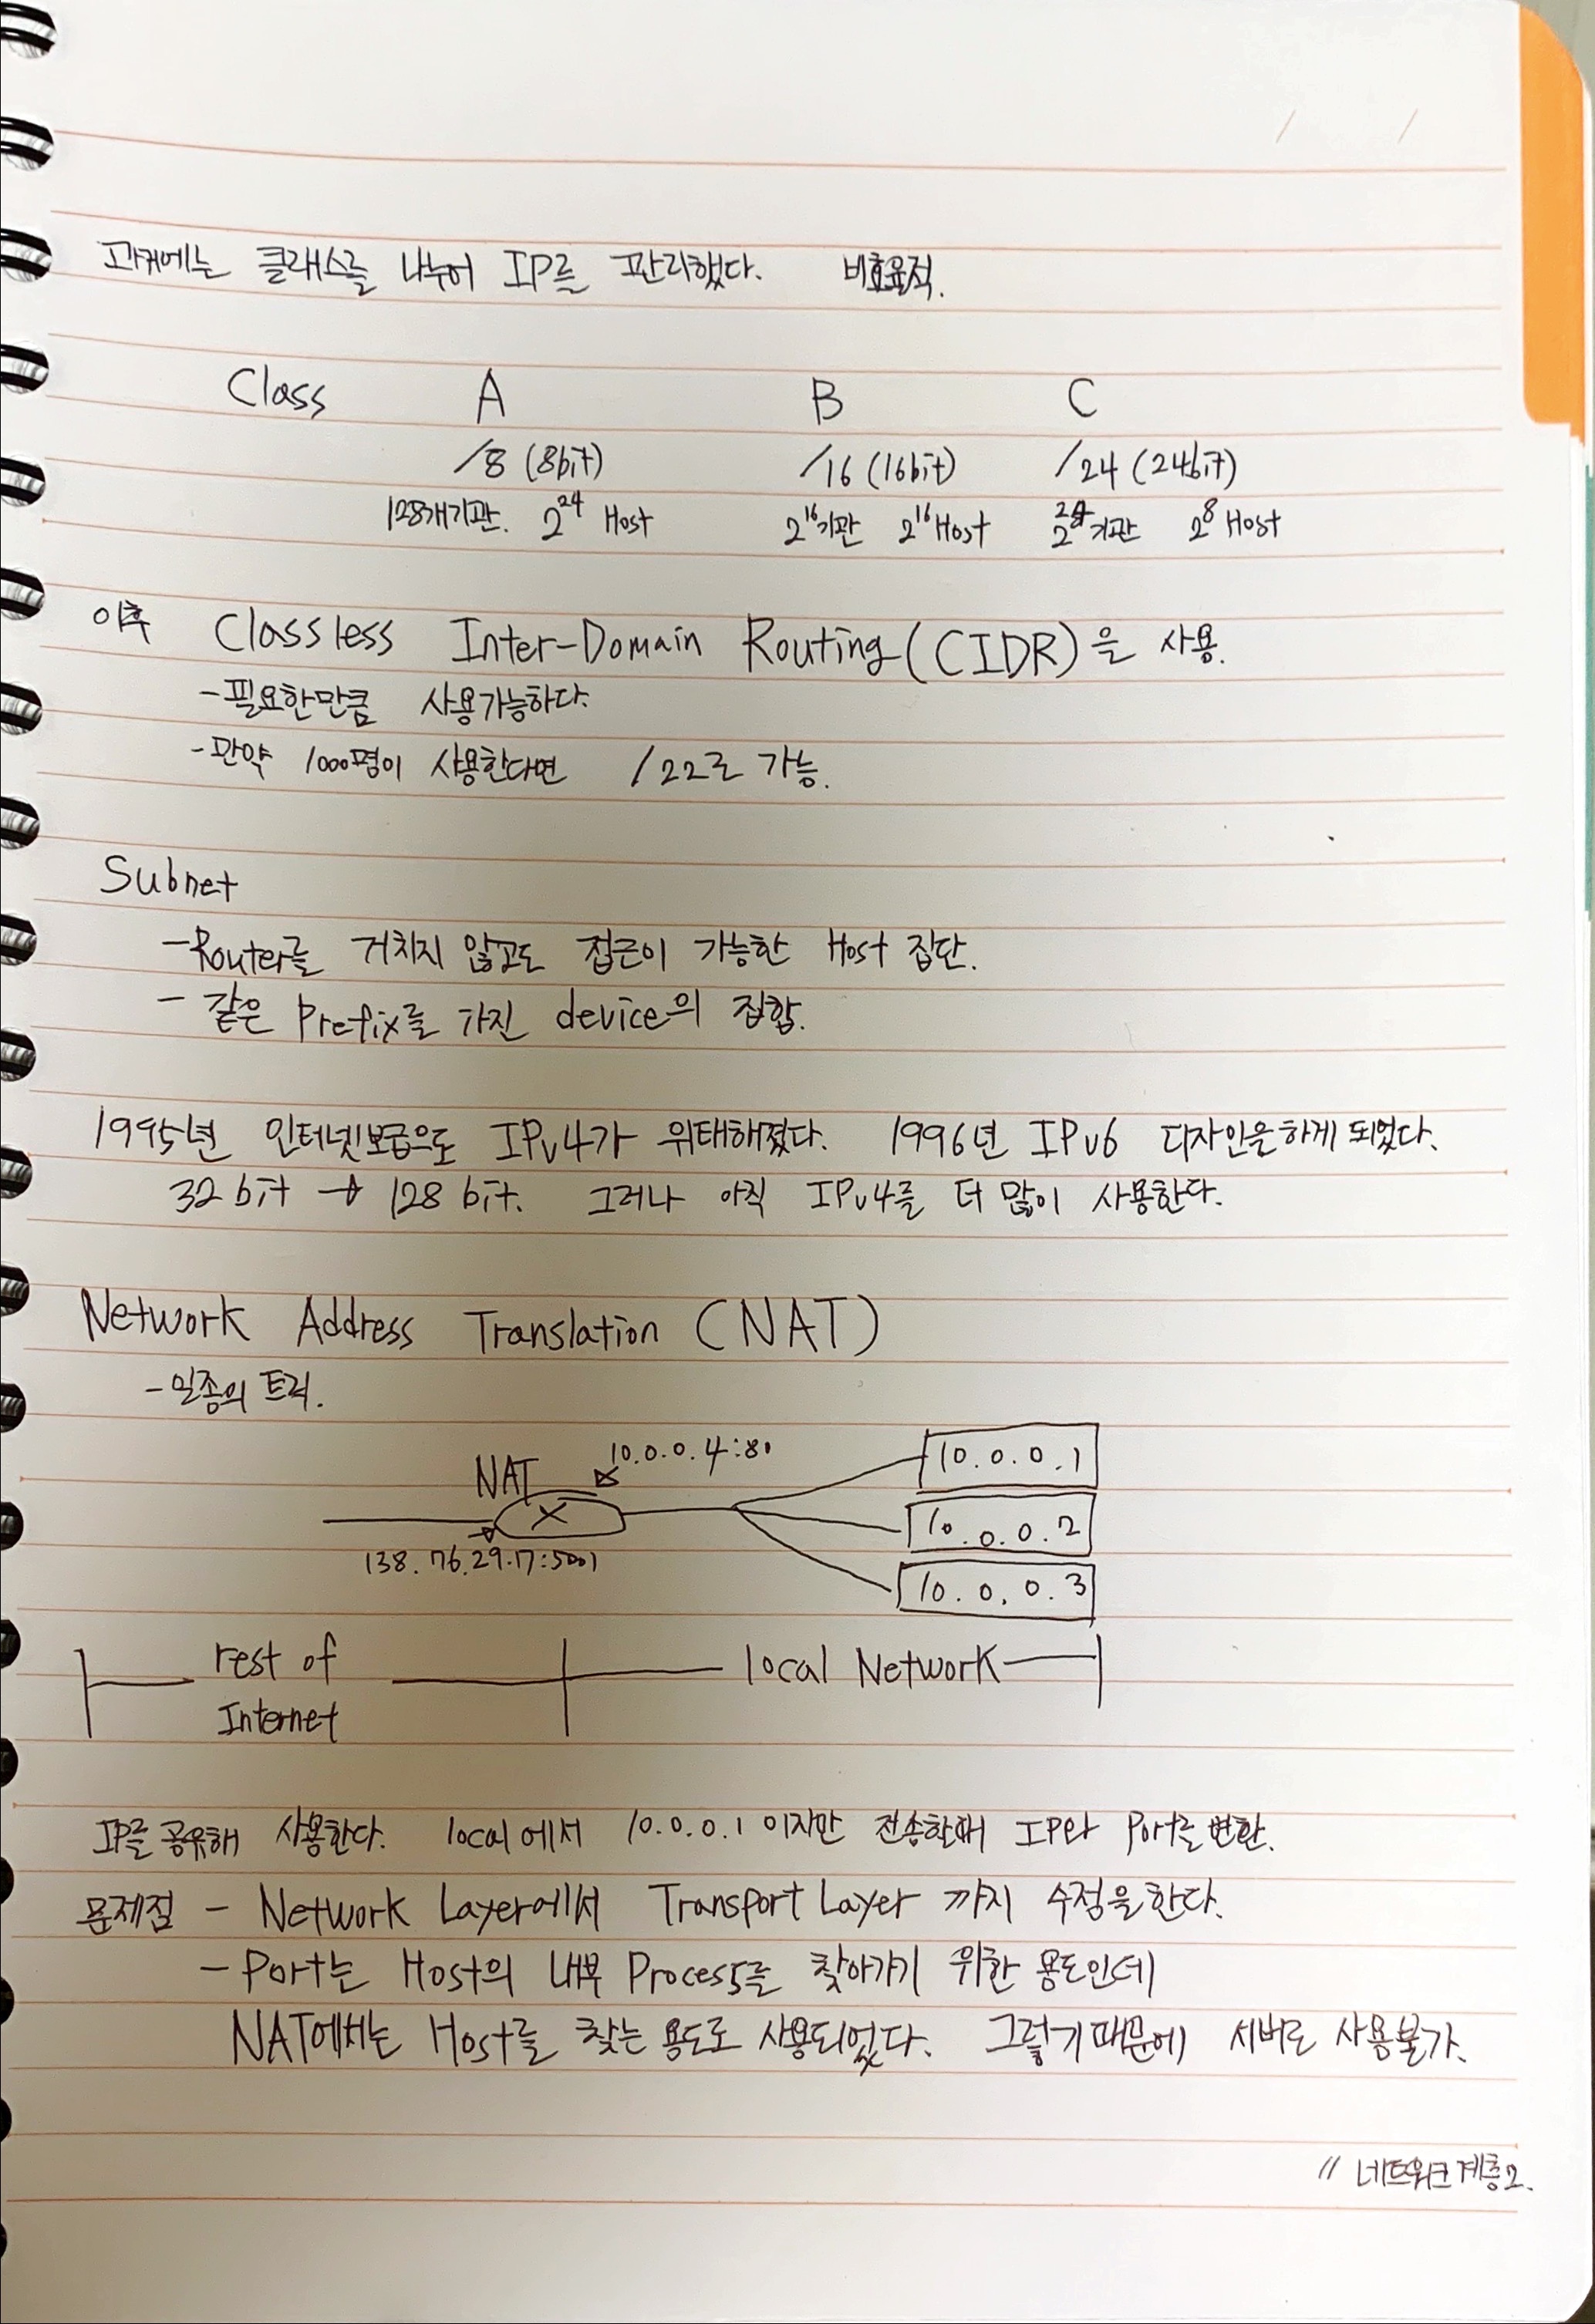 과거에는 클래스를 나누어 IP를 관리했다. 비효율적.
Class A B C
/8 (8bit) /16 (16bit) /24 (24bit)
128개기관. 2^24 Host 2^16기관 2^16Host 2^24기관 2^8 Host
이후 Classless Inter-Domain Routing(CIDR)을 사용.
-필요한만큼 사용가능하다.
-만약 1000명이 사용한다면 /22로 가능.
Subnet
-Router를 거치지 않고도 접근이 가능한 Host 집단.
- 같은 Prefix를 가진 device의 집합.
1995년 인터넷보급으로 IPv4가 위태해졌다. 1996년 IPv6 디자인을하게 되었다.
32 bit → 128 bit. 그러나 아직 IPv4를 더 많이 사용한다.
Network Address Translation (NAT)
-일종의 트릭.
NAT 10.0.0.4:80
10.0.0.1
10.0.0.2
138.76.29.17:5001
10.0.0.3
rest of Internet
local Network
IP를 공유해 사용한다. local에서 10.0.0.1 이지만 전송할때 IP와 Port를 변환.
문제점 - Network Layer에서 Transport Layer 까지 수정을한다.
- Port는 Host의 내부 Process를 찾아가기 위한 용도인데
NAT에서는 Host를 찾는 용도로 사용되었다. 그렇기때문에 서버로 사용불가.
// 네트워크계층2.